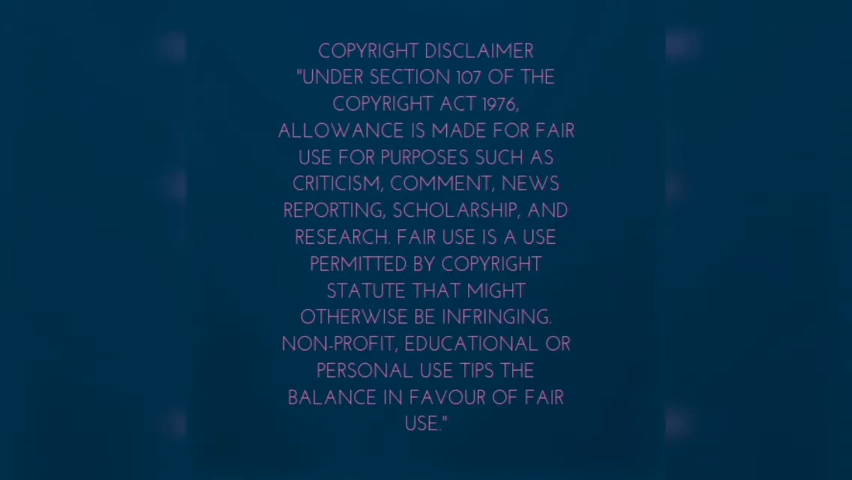 COPYRIGHT DISCLAIMER
"UNDER SECTION 107 OF THE
COPYRIGHT ACT 1976,
ALLOWANCE IS MADE FOR FAIR
USE FOR PURPOSES SUCH AS
CRITICISM, COMMENT, NEWS
REPORTING, SCHOLARSHIP, AND
RESEARCH. FAIR USE IS A USE
PERMITTED BY COPYRIGHT
STATUTE THAT MIGHT
OTHERWISE BE INFRINGING.
NON-PROFIT, EDUCATIONAL OR
PERSONAL USE TIPS THE
BALANCE IN FAVOUR OF FAIR
USE."